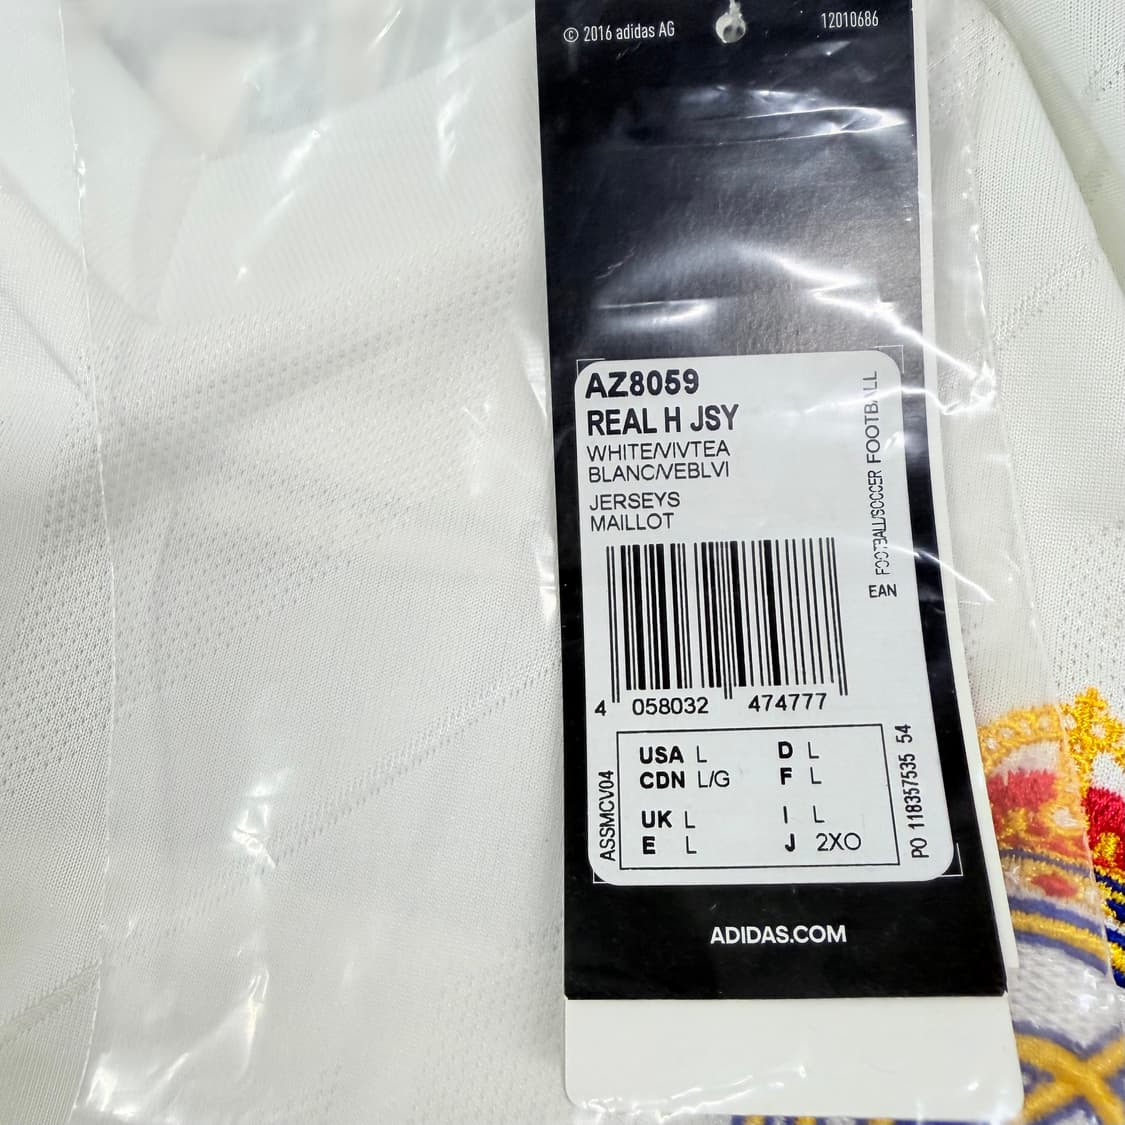 © 2016 adidas AG
12010686
AZ8059
REAL H JSY
WHITE/VIVTEA
BLANC/VEBLVI
JERSEYS
MAILLOT
FOOTBALL/SOCCER FOOTBALL
EAN
4 058032 474777
USA L D L
CDN L/G F L
UK L I L
E L J 2XO
ASSMCV04
PO 118357535 54
ADIDAS.COM